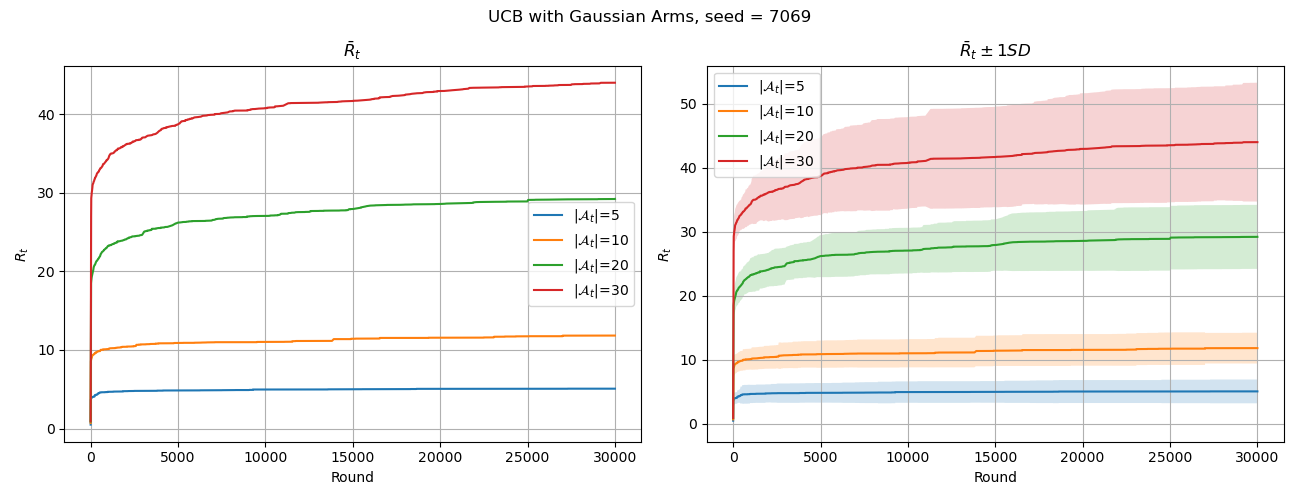 UCB with Gaussian Arms, seed = 7069
R̄ₜ
40
30
20
10
0
Rₜ
|𝒜ₜ|=5
|𝒜ₜ|=10
|𝒜ₜ|=20
|𝒜ₜ|=30
0 5000 10000 15000 20000 25000 30000
Round
R̄ₜ ± 1SD
50
40
30
20
10
0
Rₜ
|𝒜ₜ|=5
|𝒜ₜ|=10
|𝒜ₜ|=20
|𝒜ₜ|=30
0 5000 10000 15000 20000 25000 30000
Round